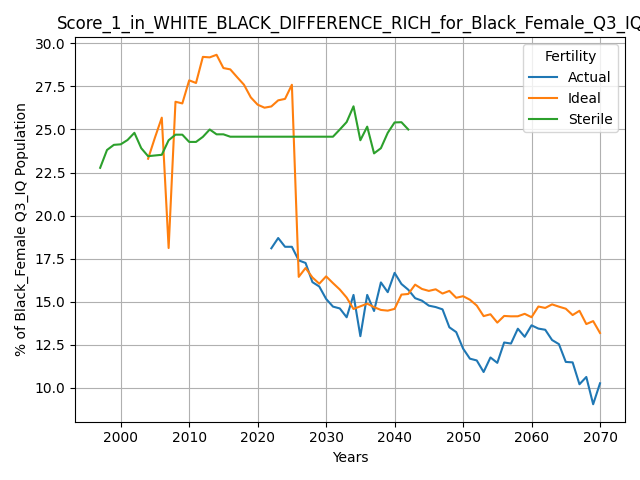 Score_1_in_WHITE_BLACK_DIFFERENCE_RICH_for_Black_Female_Q3_IQ
30.0
27.5
25.0
22.5
20.0
17.5
15.0
12.5
10.0
% of Black_Female Q3_IQ Population
Fertility
Actual
Ideal
Sterile
2000 2010 2020 2030 2040 2050 2060 2070
Years